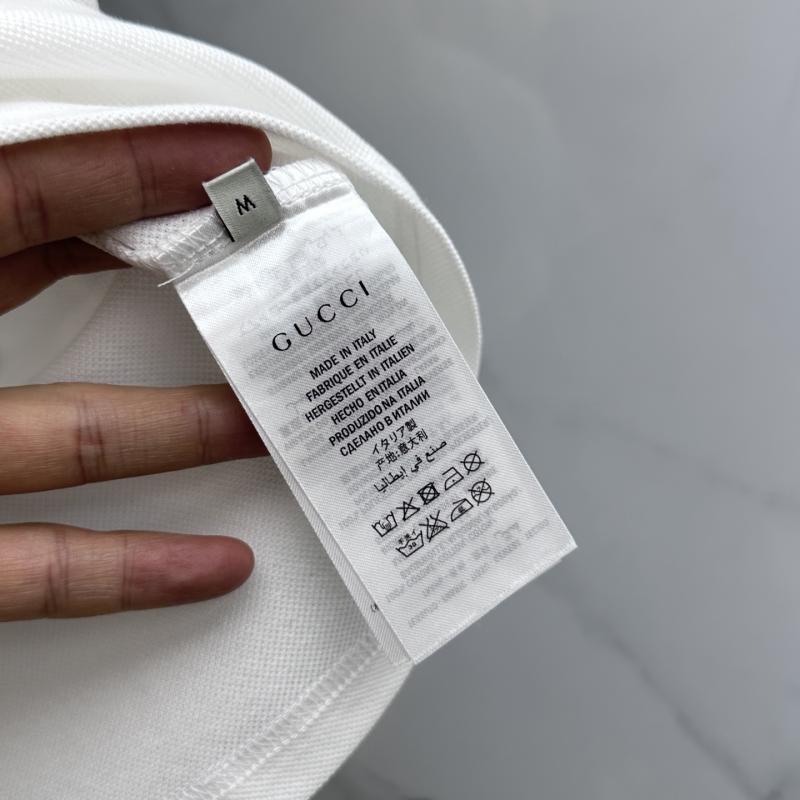 M
GUCCI
MADE IN ITALY
FABRIQUE EN ITALIE
HERGESTELLT IN ITALIEN
HECHO EN ITALIA
PRODUZIDO NA ITALIA
СДЕЛАНО В ИТАЛИИ
イタリア製
产地:意大利
صنع في إيطاليا